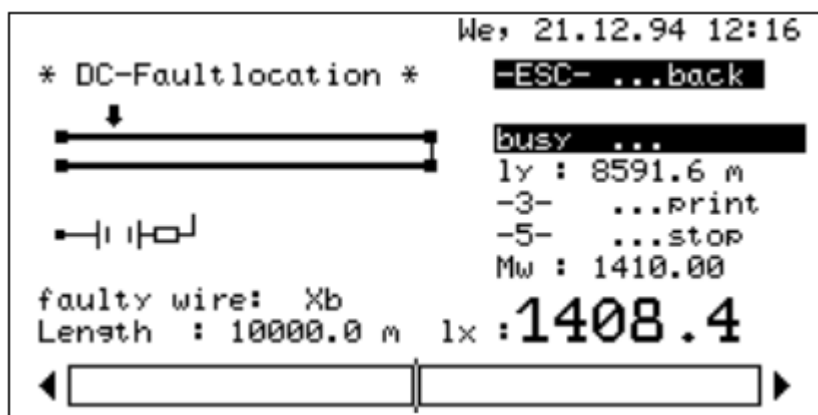 We, 21.12.94 12:16
* DC-Faultlocation *
-ESC- ...back
busy ...
ly : 8591.6 m
-3- ...print
-5- ...stop
Mw : 1410.00
faulty wire: Xb
Length : 10000.0 m lx :1408.4